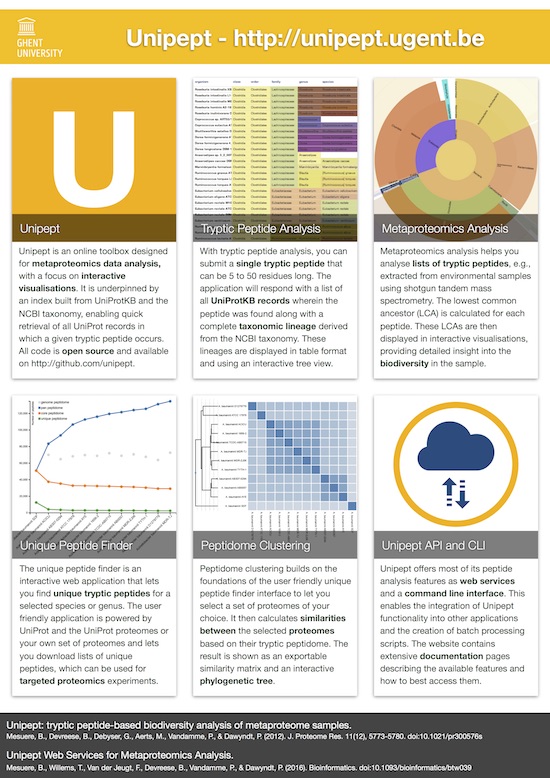 GHENT
UNIVERSITY
Unipept - http://unipept.ugent.be
U
Unipept
Unipept is an online toolbox designed
for metaproteomics data analysis,
with a focus on interactive
visualisations. It is underpinned by
an index built from UniProtKB and the
NCBI taxonomy, enabling quick
retrieval of all UniProt records in
which a given tryptic peptide occurs.
All code is open source and available
on http://github.com/unipept.
Tryptic Peptide Analysis
With tryptic peptide analysis, you can
submit a single tryptic peptide that
can be 5 to 50 residues long. The
application will respond with a list of
all UniProtKB records wherein the
peptide was found along with a
complete taxonomic lineage derived
from the NCBI taxonomy. These
lineages are displayed in table format
and using an interactive tree view.
Metaproteomics Analysis
Metaproteomics analysis helps you
analyse lists of tryptic peptides, e.g.,
extracted from environmental samples
using shotgun tandem mass
spectrometry. The lowest common
ancestor (LCA) is calculated for each
peptide. These LCAs are then
displayed in interactive visualisations,
providing detailed insight into the
biodiversity in the sample.
Unique Peptide Finder
The unique peptide finder is an
interactive web application that lets
you find unique tryptic peptides for a
selected species or genus. The user
friendly application is powered by
UniProt and the UniProt proteomes or
your own set of proteomes and lets
you download lists of unique
peptides, which can be used for
targeted proteomics experiments.
Peptidome Clustering
Peptidome clustering builds on the
foundations of the user friendly unique
peptide finder interface to let you
select a set of proteomes of your
choice. It then calculates similarities
between the selected proteomes
based on their tryptic peptidome. The
result is shown as an exportable
similarity matrix and an interactive
phylogenetic tree.
Unipept API and CLI
Unipept offers most of its peptide
analysis features as web services
and a command line interface. This
enables the integration of Unipept
functionality into other applications
and the creation of batch processing
scripts. The website contains
extensive documentation pages
describing the available features and
how to best access them.
Unipept: tryptic peptide-based biodiversity analysis of metaproteome samples.
Mesuere, B., Devreese, B., Debyser, G., Aerts, M., Vandamme, P., & Dawyndt, P. (2012). J. Proteome Res. 11(12), 5773-5780. doi:10.1021/pr300576s
Unipept Web Services for Metaproteomics Analysis.
Mesuere, B., Willems, T., Van der Jeugt, F., Devreese, B., Vandamme, P., & Dawyndt, P. (2016). Bioinformatics. doi:10.1093/bioinformatics/btw039